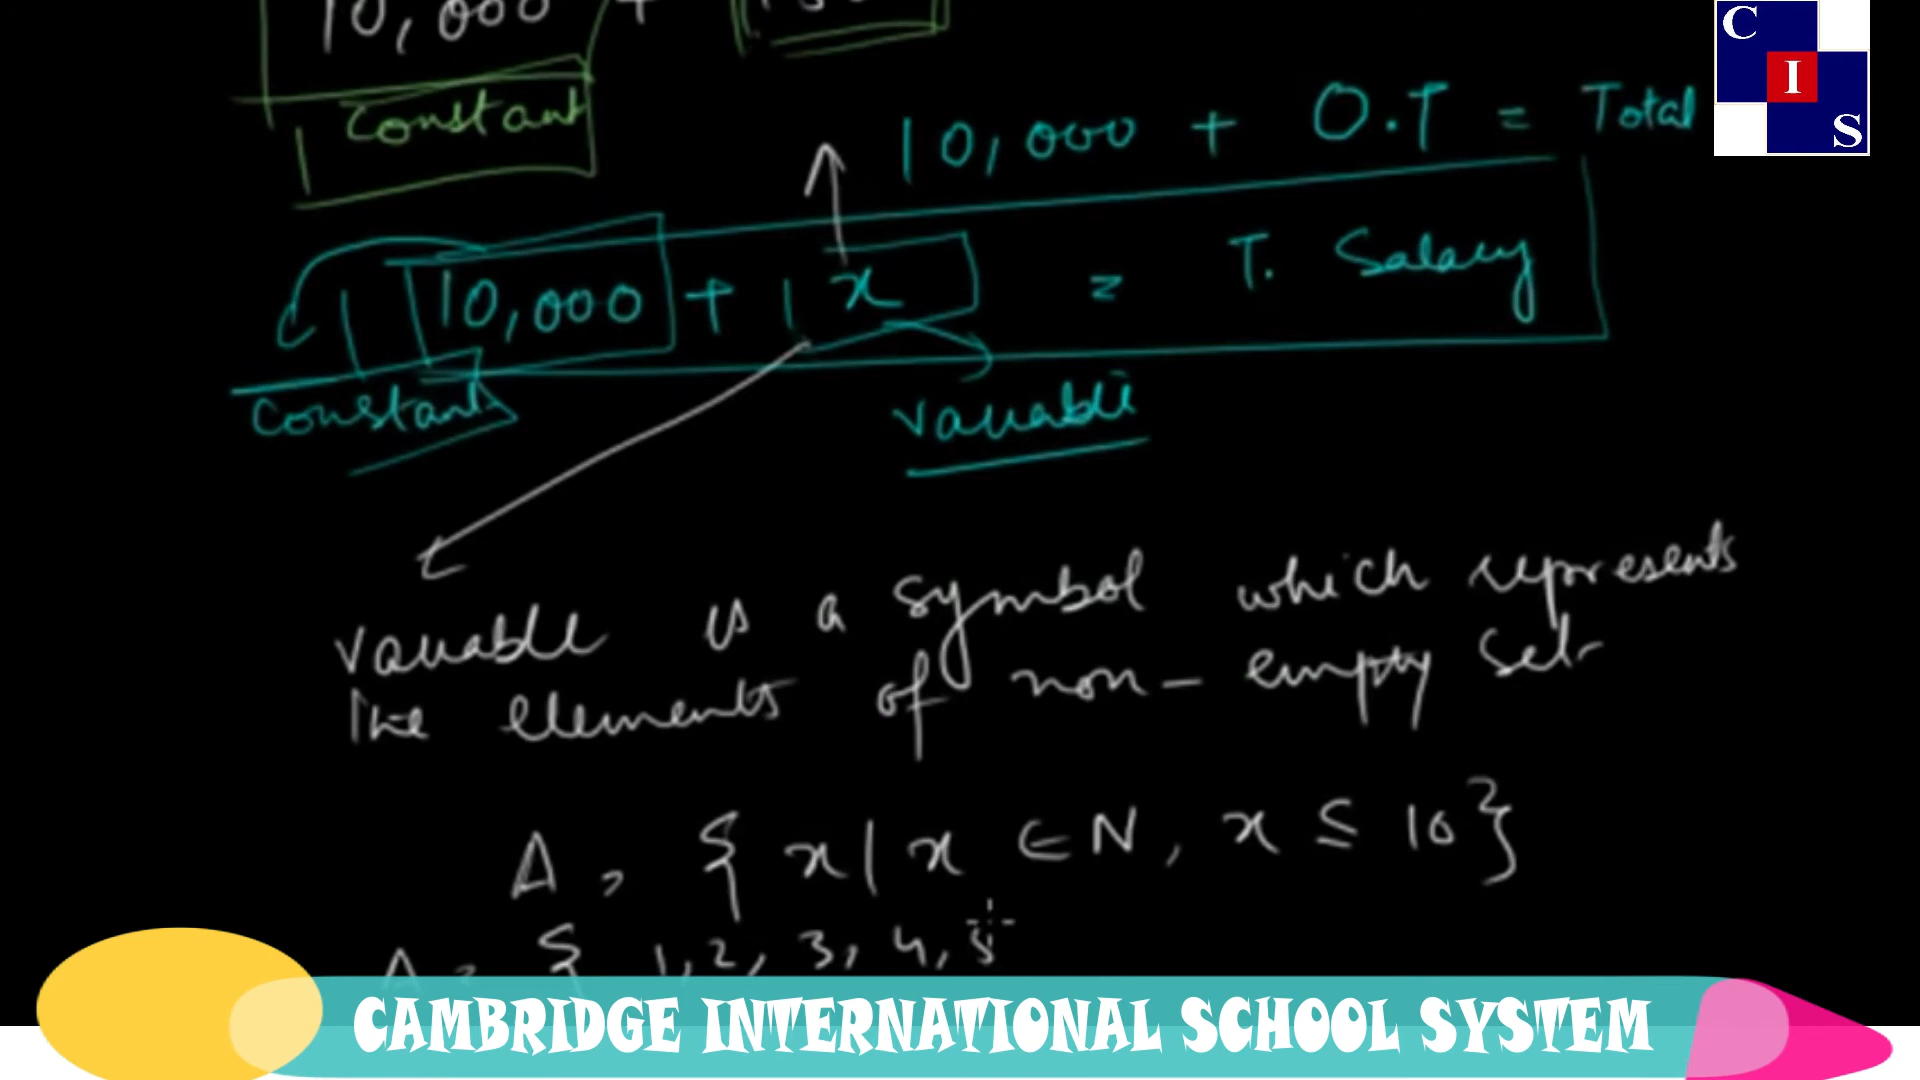 10,000 +
Constant
10,000 + O.T = Total
10,000 + x = T. Salary
Constant
variable
variable is a symbol which represents
the elements of non-empty set
A = { x | x ∈ N, x ≤ 10 }
A = { 1, 2, 3, 4, 5
C
I
S
CAMBRIDGE INTERNATIONAL SCHOOL SYSTEM